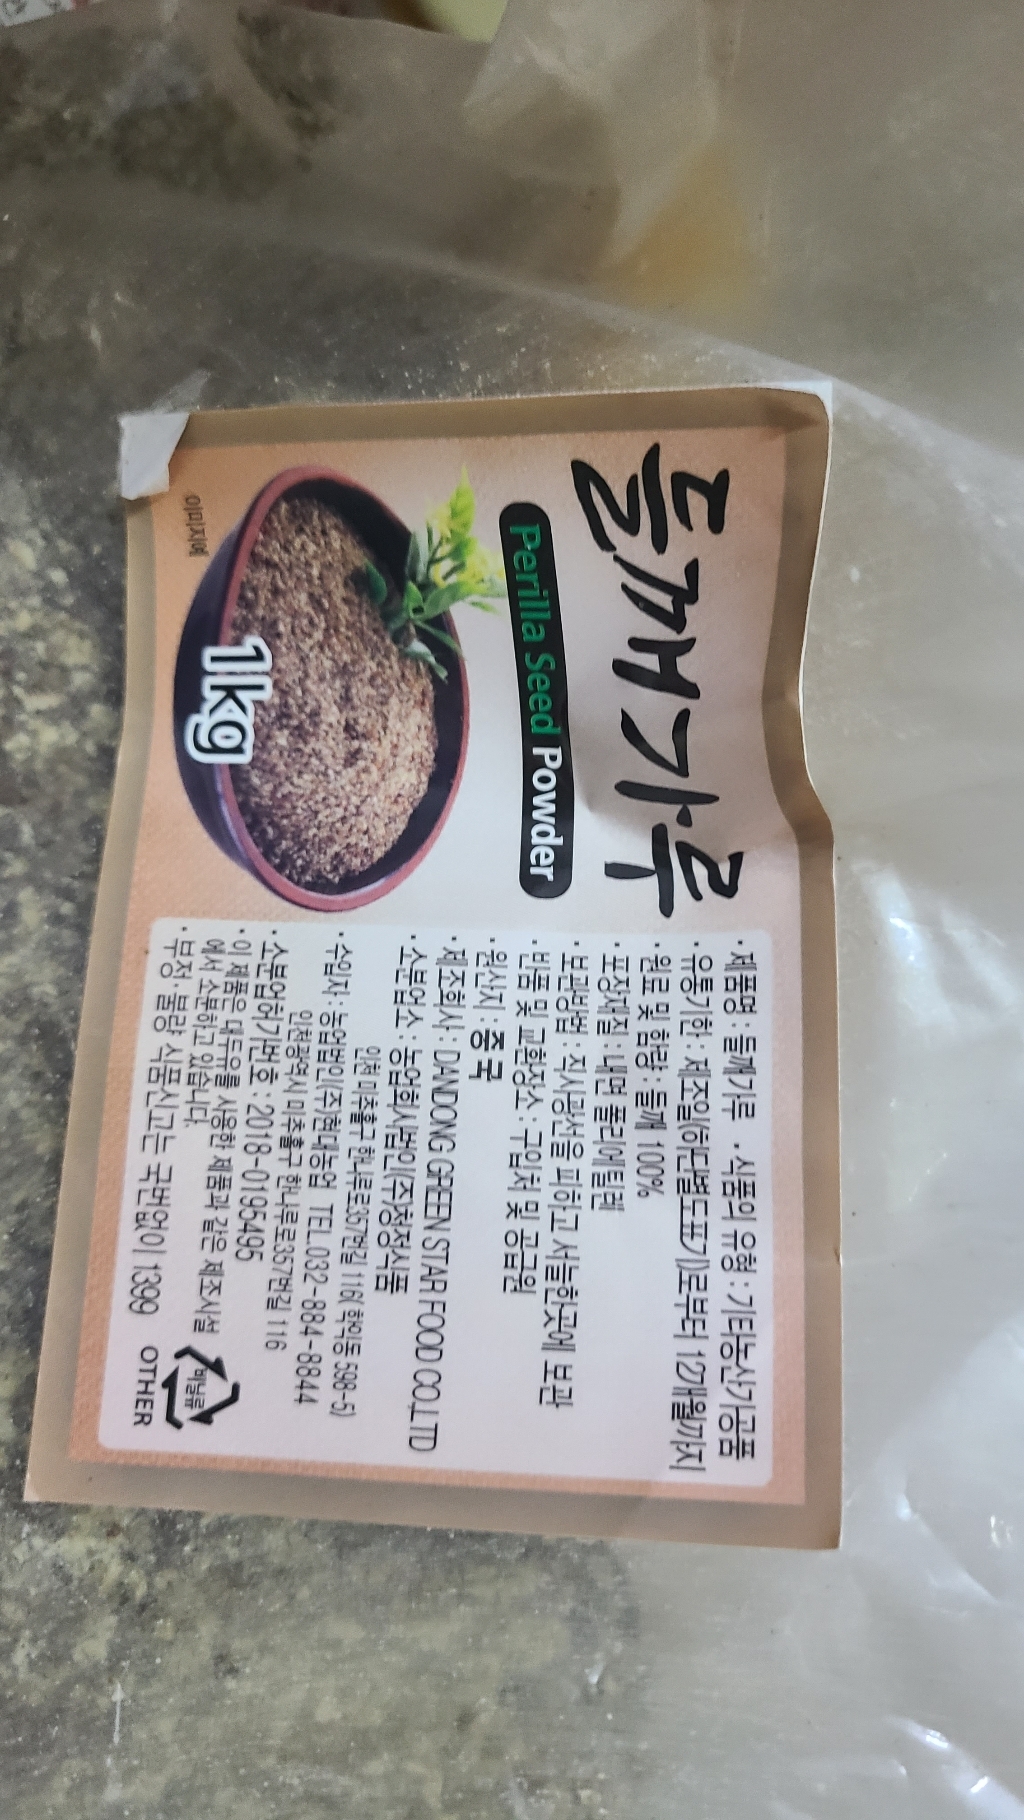 들깨가루
Perilla Seed Powder
1kg
이미지예
· 제품명 : 들깨가루 · 식품의 유형 : 기타농산가공품
· 유통기한 : 제조일(하단별도표기)로부터 12개월까지
· 원료 및 함량 : 들깨 100%
· 포장재질 : 내면 폴리에틸렌
· 보관방법 : 직사광선을 피하고 서늘한곳에 보관
· 반품 및 교환장소 : 구입처 및 공급원
· 원산지 : 중국
· 제조회사 : DANDONG GREEN STAR FOOD CO.,LTD
· 소분업소 : 농업회사법인(주)청정식품
인천 미추홀구 한나루로357번길 116( 학익동 598-5)
· 수입자 : 농업법인(주)현대농업 TEL.032-884-8844
인천광역시 미추홀구 한나루로357번길 116
· 소분업허가번호 : 2018-0195495
· 이 제품은 대두유를 사용한 제품과 같은 제조시설
에서 소분하고 있습니다.
· 부정·불량 식품신고는 국번없이 1399
비닐류
OTHER